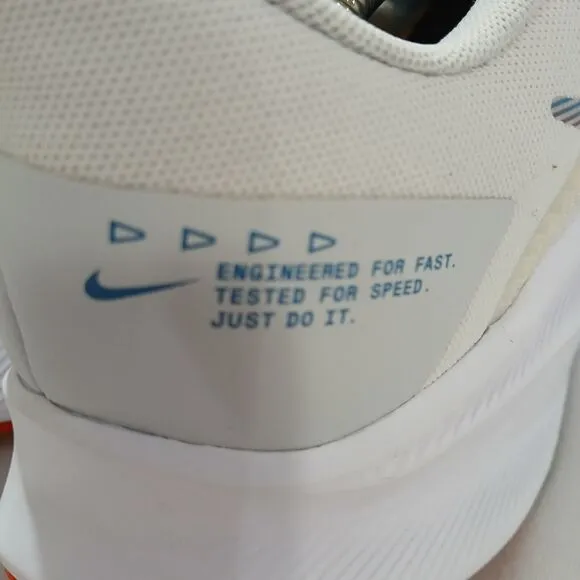 ENGINEERED FOR FAST.
TESTED FOR SPEED.
JUST DO IT.